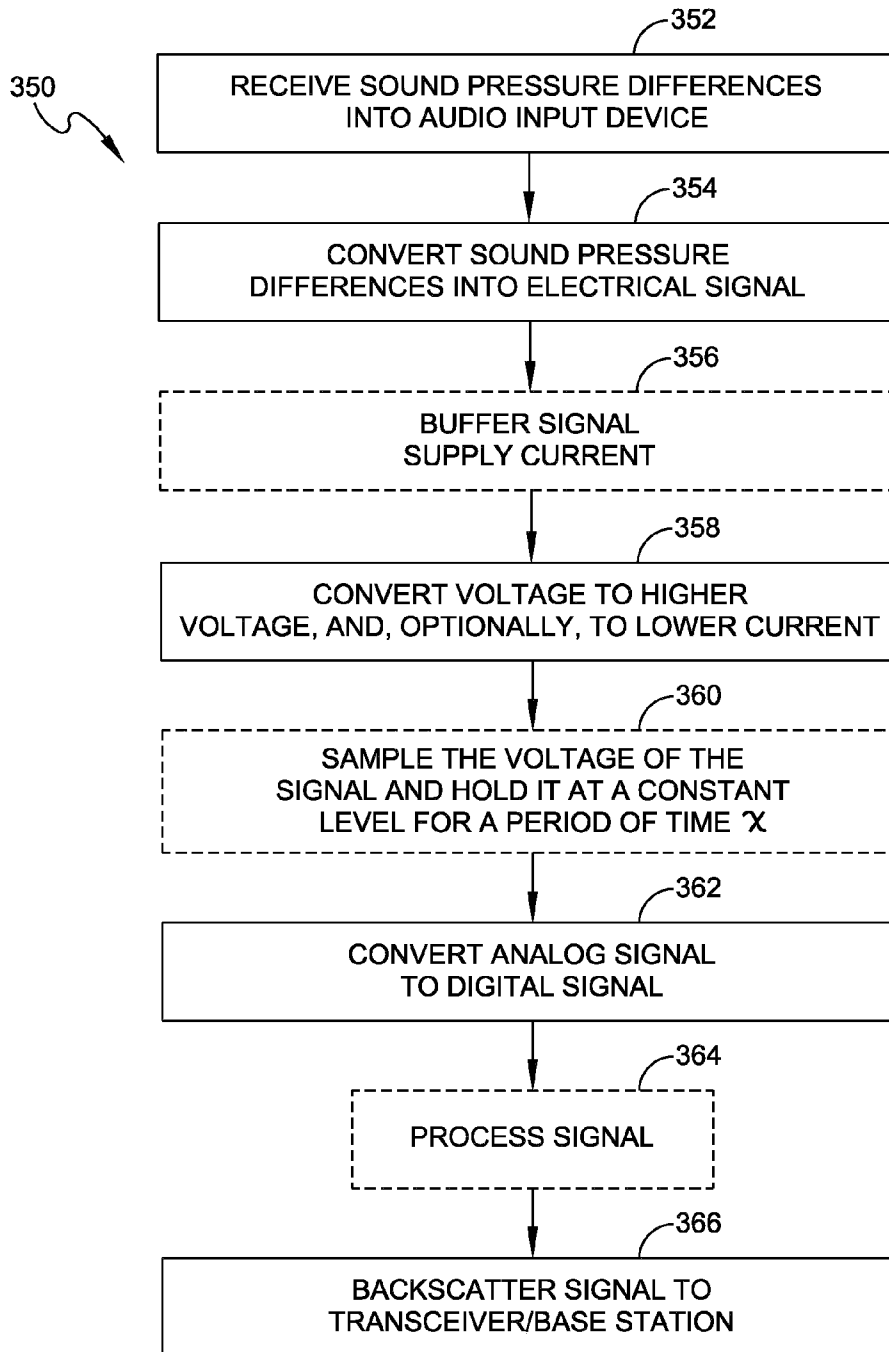 352
350
RECEIVE SOUND PRESSURE DIFFERENCES
INTO AUDIO INPUT DEVICE
354
CONVERT SOUND PRESSURE
DIFFERENCES INTO ELECTRICAL SIGNAL
356
BUFFER SIGNAL
SUPPLY CURRENT
358
CONVERT VOLTAGE TO HIGHER
VOLTAGE, AND, OPTIONALLY, TO LOWER CURRENT
360
SAMPLE THE VOLTAGE OF THE
SIGNAL AND HOLD IT AT A CONSTANT
LEVEL FOR A PERIOD OF TIME X
362
CONVERT ANALOG SIGNAL
TO DIGITAL SIGNAL
364
PROCESS SIGNAL
366
BACKSCATTER SIGNAL TO
TRANSCEIVER/BASE STATION